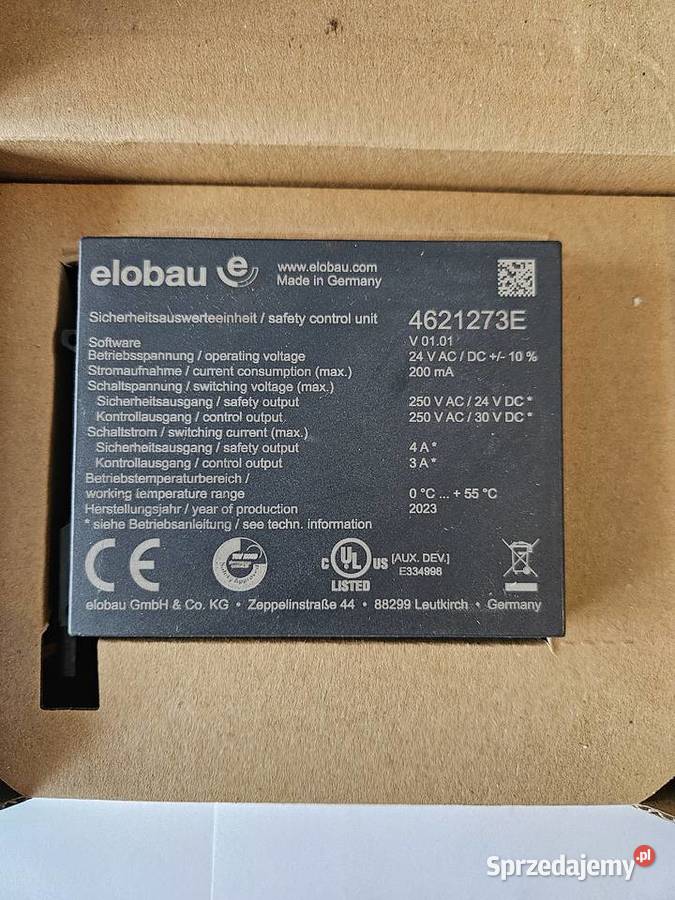 elobau e
www.elobau.com
Made in Germany
Sicherheitsauswerteeinheit / safety control unit 4621273E
Software V 01.01
Betriebsspannung / operating voltage 24 V AC / DC +/- 10 %
Stromaufnahme / current consumption (max.) 200 mA
Schaltspannung / switching voltage (max.)
Sicherheitsausgang / safety output 250 V AC / 24 V DC *
Kontrollausgang / control output 250 V AC / 30 V DC *
Schaltstrom / switching current (max.)
Sicherheitsausgang / safety output 4 A *
Kontrollausgang / control output 3 A *
Betriebstemperaturbereich /
working temperature range 0 °C ... + 55 °C
Herstellungsjahr / year of production 2023
* siehe Betriebsanleitung / see techn. information
CE
TÜV NORD
c UL us [AUX. DEV.]
LISTED E334998
elobau GmbH & Co. KG • Zeppelinstraße 44 • 88299 Leutkirch • Germany
Sprzedajemy.pl